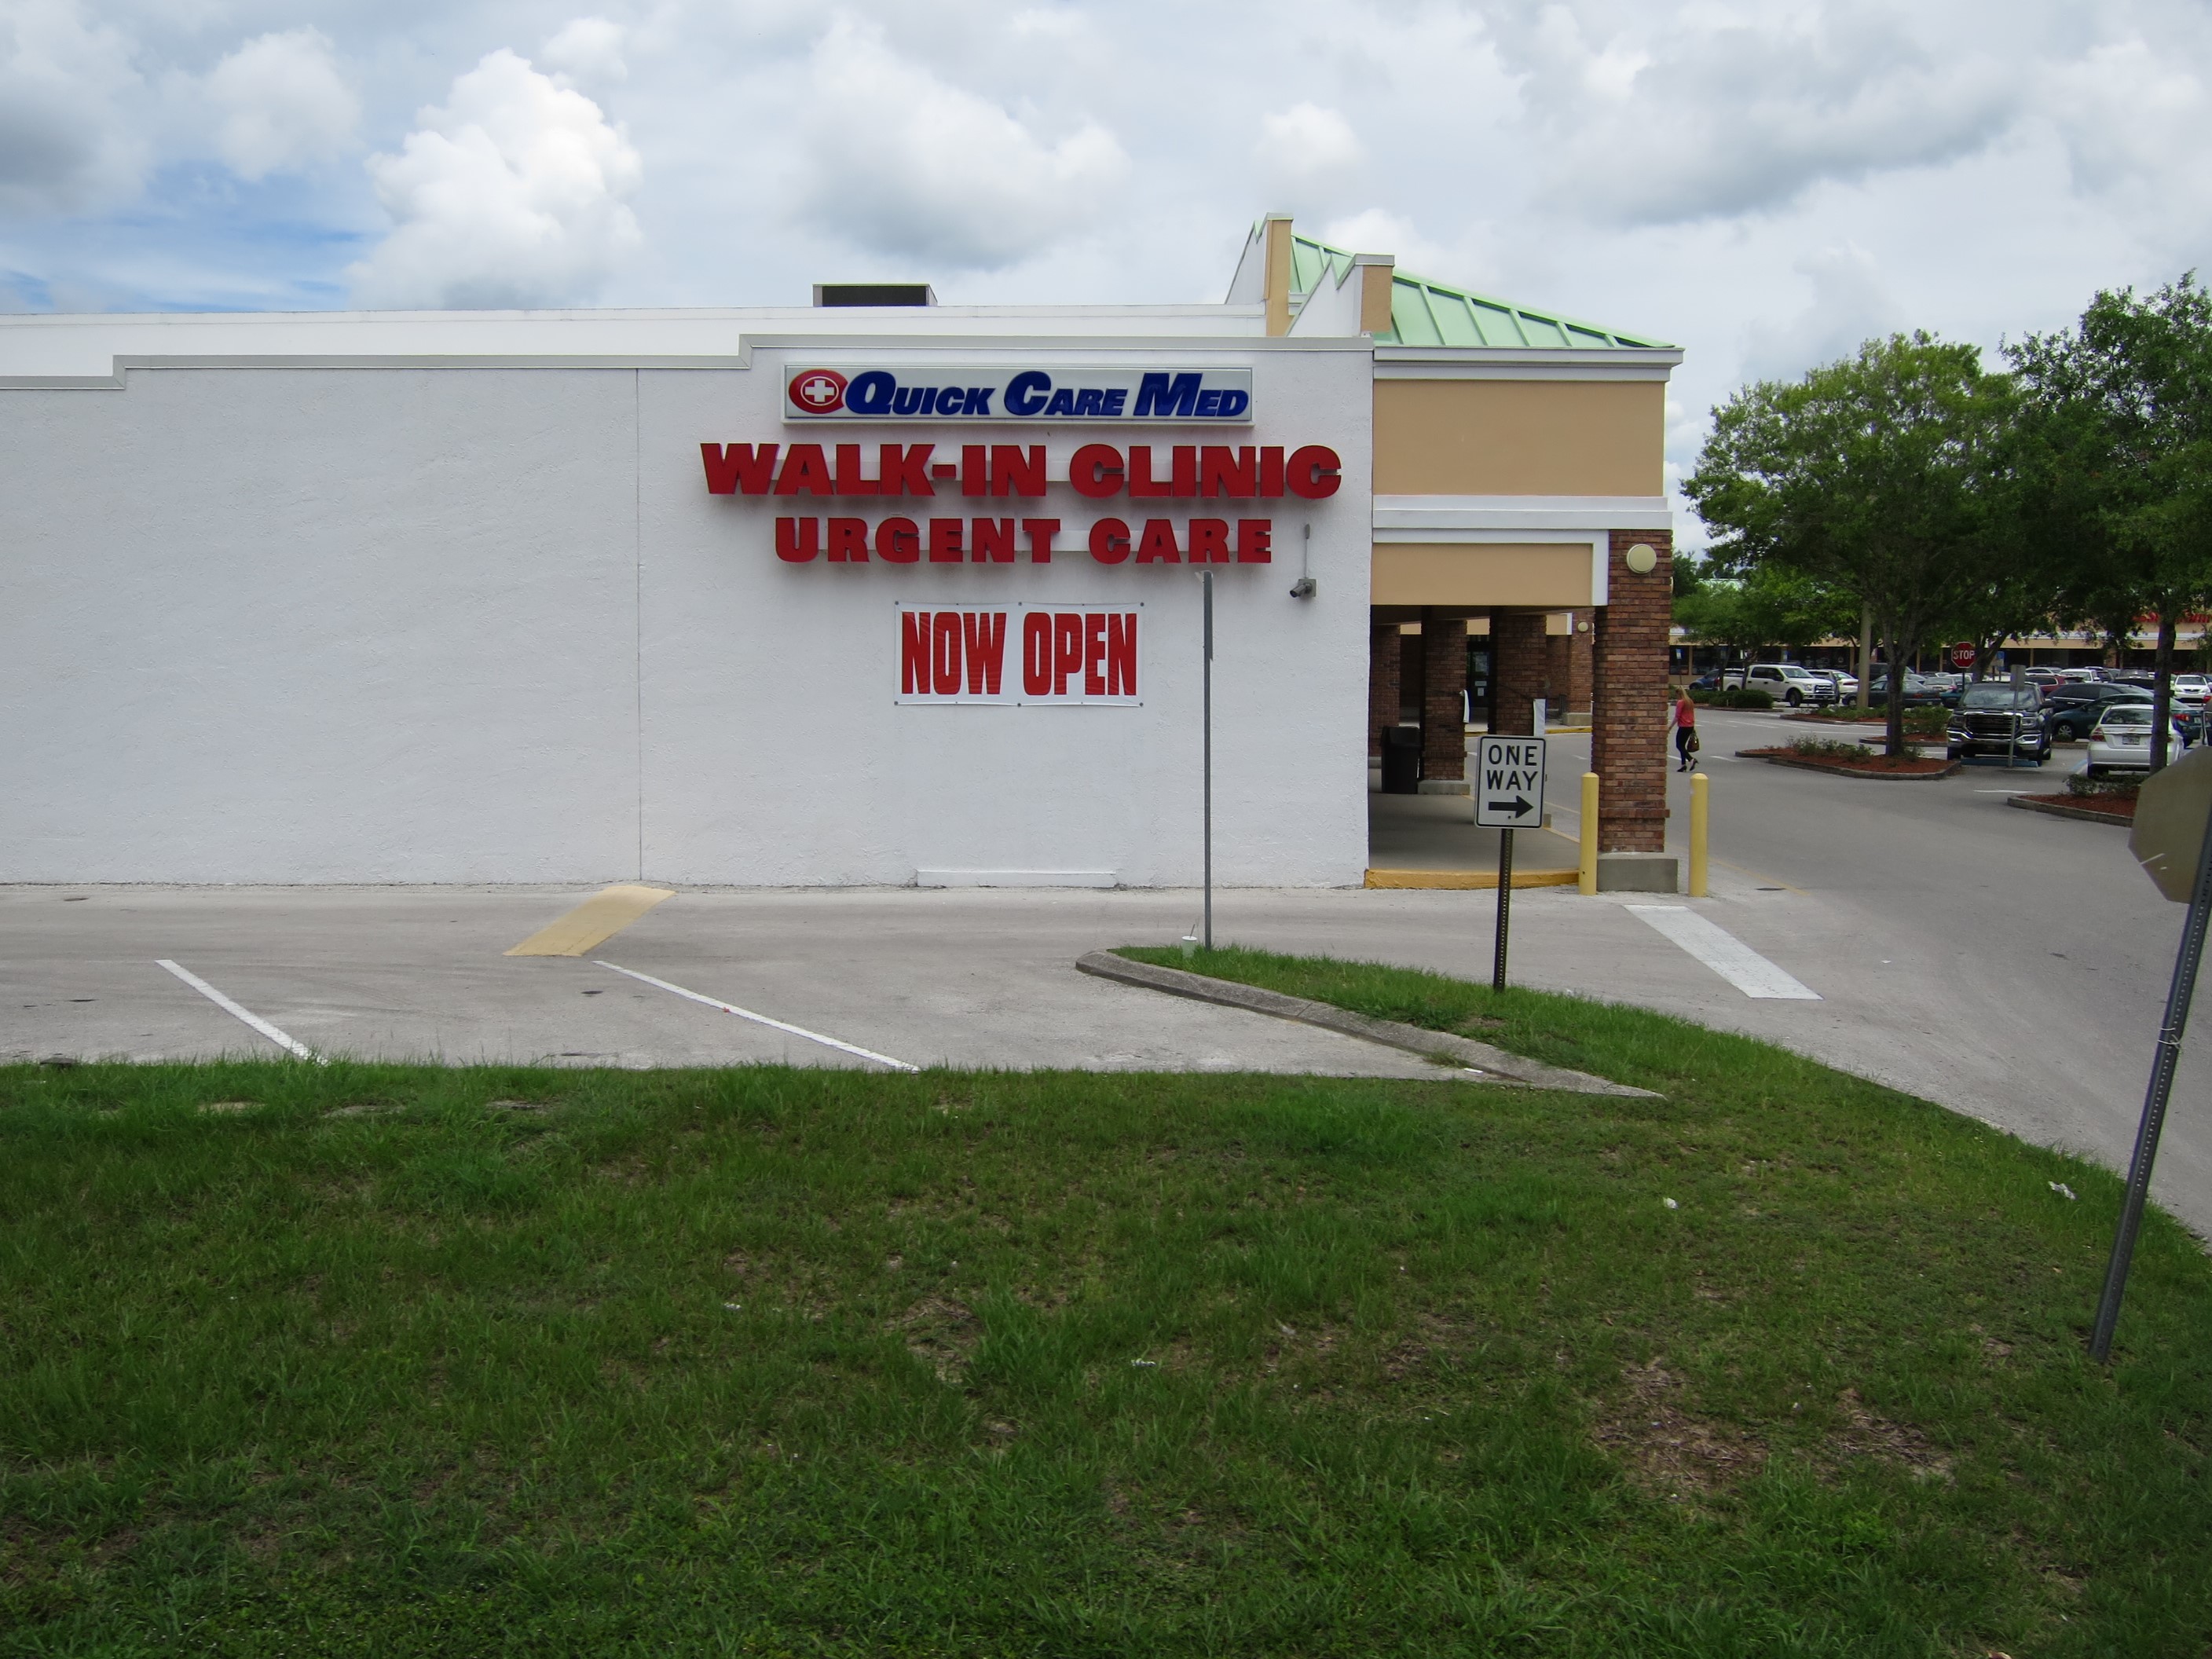 QUICK CARE MED
WALK-IN CLINIC
URGENT CARE
NOW OPEN
ONE
WAY
STOP